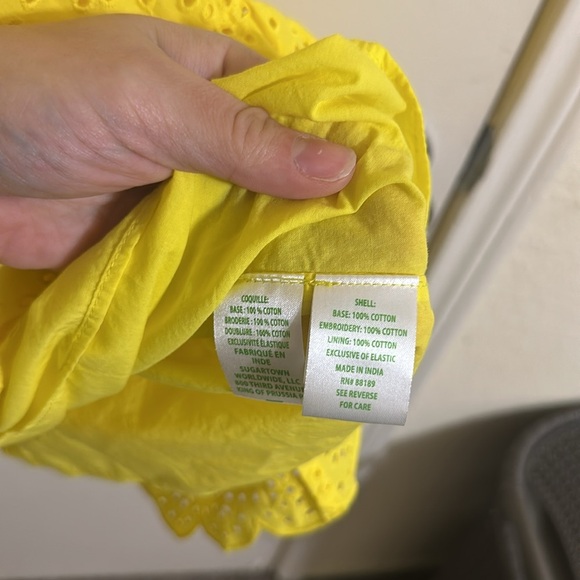 COQUILLE:
BASE: 100% COTON
BRODERIE: 100% COTON
DOUBLURE: 100% COTON
EXCLUSIVITÉ ÉLASTIQUE
FABRIQUÉ EN
INDE
SUGARTOWN
WORLDWIDE, LLC
800 THIRD AVENUE
KING OF PRUSSIA
SHELL:
BASE: 100% COTTON
EMBROIDERY: 100% COTTON
LINING: 100% COTTON
EXCLUSIVE OF ELASTIC
MADE IN INDIA
RN# 88189
SEE REVERSE
FOR CARE